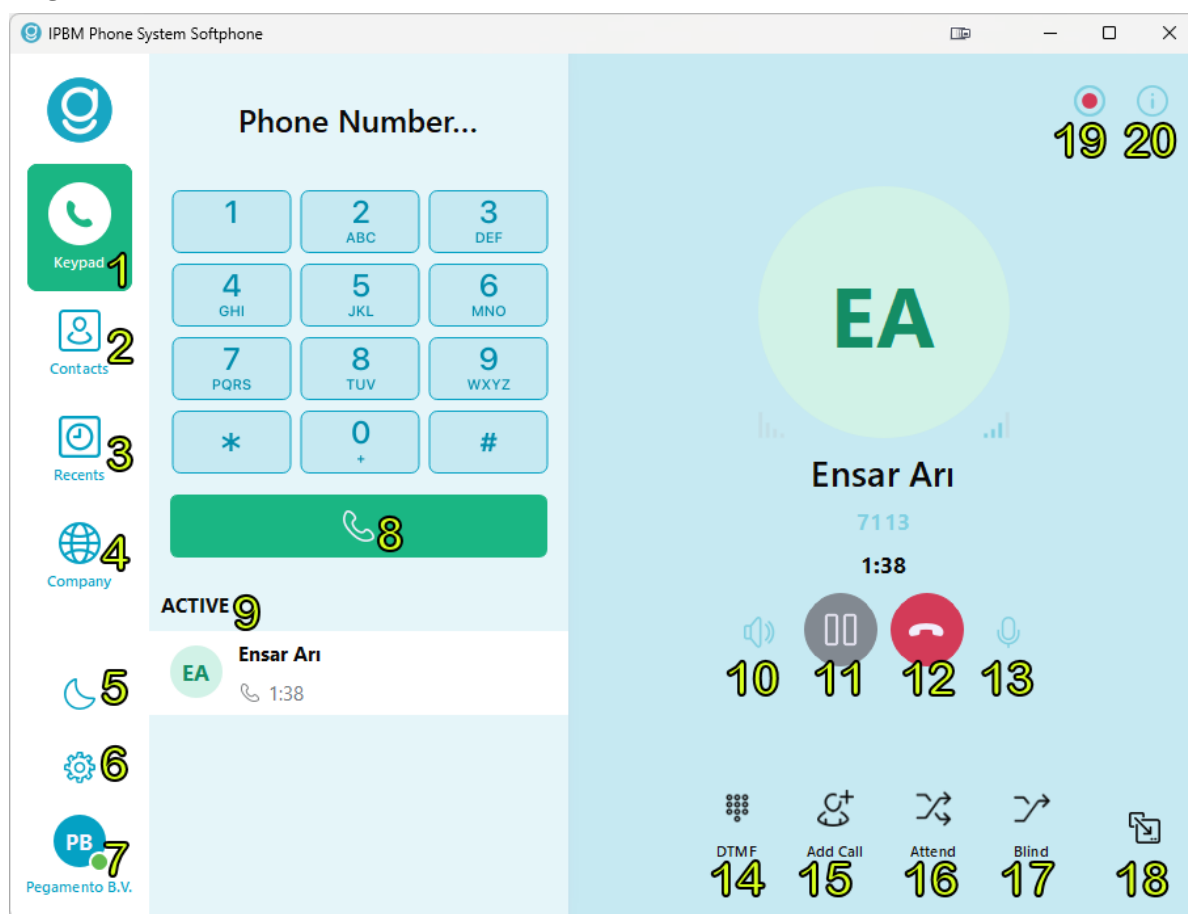 IPBM Phone System Softphone
Phone Number...
19 20
1
2
ABC
3
DEF
Keypad 1
4
GHI
5
JKL
6
MNO
EA
2
Contacts
7
PQRS
8
TUV
9
WXYZ
*
0
+
#
3
Recents
Ensar Arı
7113
1:38
8
4
Company
ACTIVE 9
EA
Ensar Arı
1:38
10 11 12 13
5
6
PB
7
Pegamento B.V.
DTMF
Add Call
Attend
Blind
14 15 16 17 18